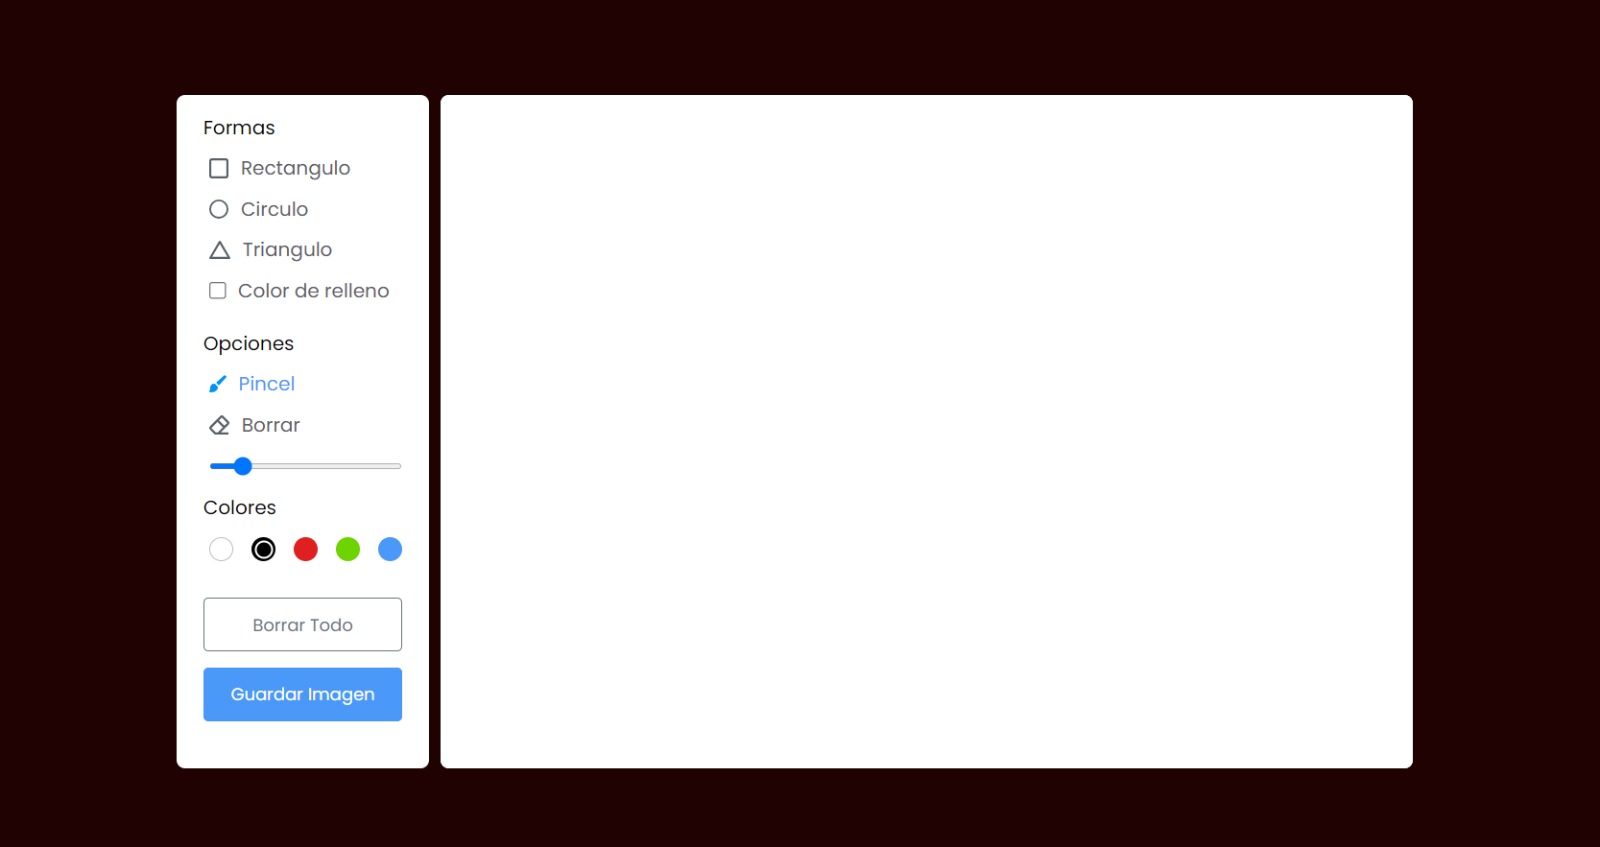 Formas
Rectangulo
Circulo
Triangulo
Color de relleno
Opciones
Pincel
Borrar
Colores
Borrar Todo
Guardar Imagen